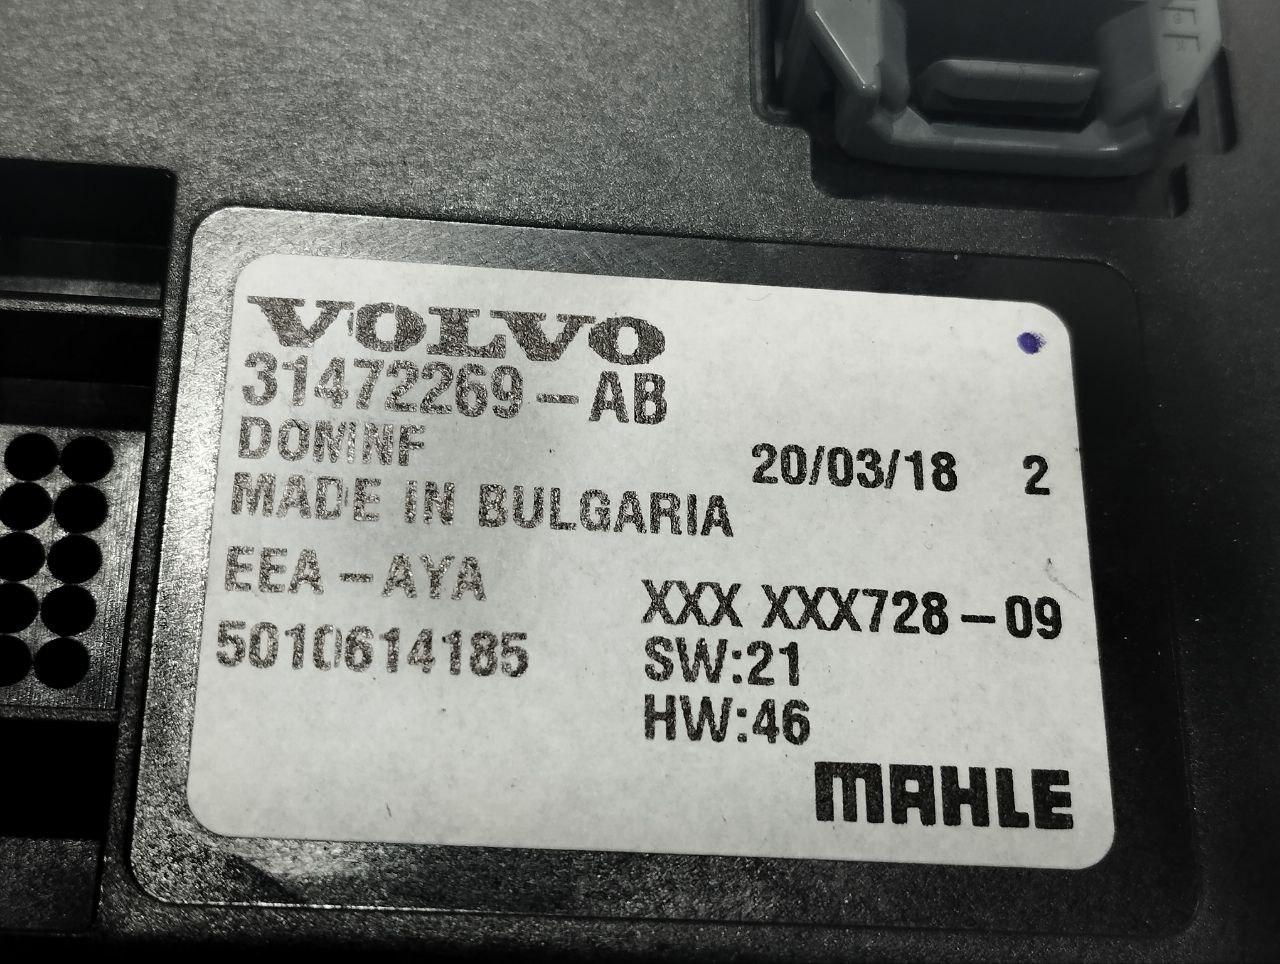 VOLVO
31472269-AB
DOMINF
20/03/18 2
MADE IN BULGARIA
EEA-AYA
XXX XXX728-09
5010614185
SW:21
HW:46
MAHLE